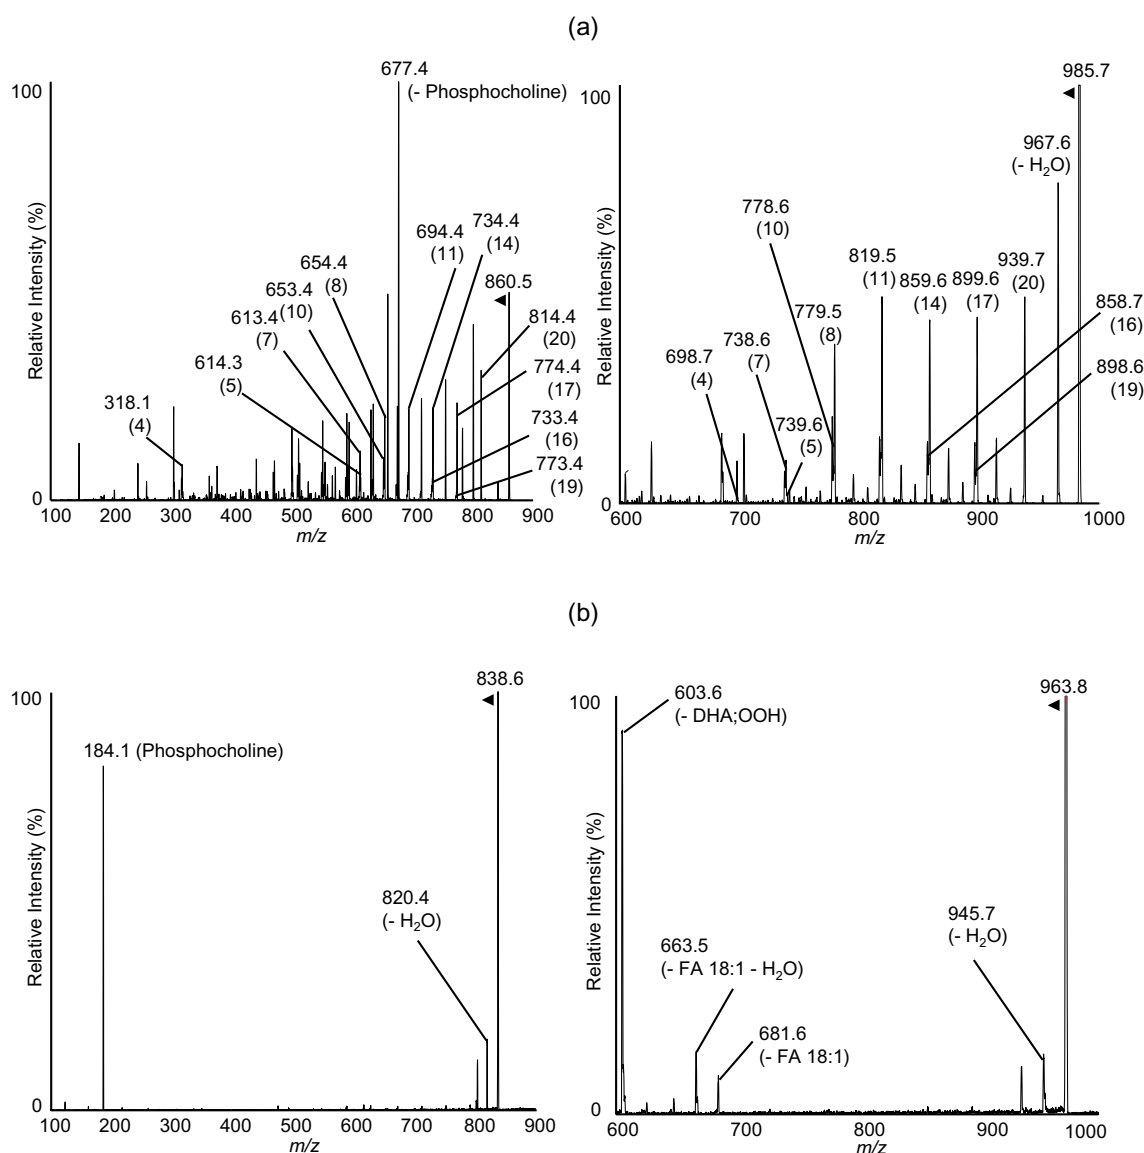 (a)
677.4
(- Phosphocholine)
100
694.4
(11)
734.4
(14)
654.4
(8)
860.5
653.4
(10)
814.4
(20)
613.4
(7)
774.4
(17)
614.3
(5)
733.4
(16)
318.1
(4)
773.4
(19)
Relative Intensity (%)
0
100 200 300 400 500 600 700 800 900
m/z
985.7
100
967.6
(- H2O)
778.6
(10)
819.5
(11)
859.6
(14)
899.6
(17)
939.7
(20)
858.7
(16)
779.5
(8)
738.6
(7)
898.6
(19)
698.7
(4)
739.6
(5)
Relative Intensity (%)
0
600 700 800 900 1000
m/z
(b)
838.6
100
184.1 (Phosphocholine)
820.4
(- H2O)
Relative Intensity (%)
0
100 200 300 400 500 600 700 800 900
m/z
963.8
100
603.6
(- DHA;OOH)
663.5
(- FA 18:1 - H2O)
945.7
(- H2O)
681.6
(- FA 18:1)
Relative Intensity (%)
0
600 700 800 900 1000
m/z